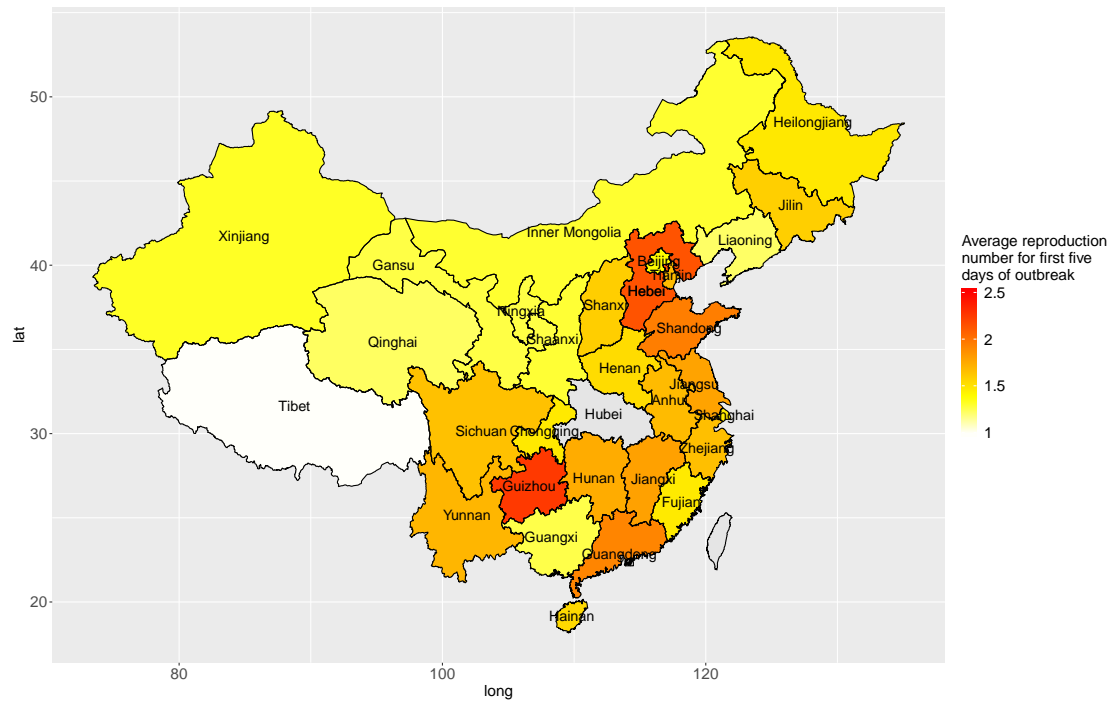 50
40
30
20
lat
80
100
120
long
Heilongjiang
Jilin
Xinjiang
Inner Mongolia
Liaoning
Gansu
Beijing
Tianjin
Hebei
Ningxia
Shanxi
Shandong
Shaanxi
Qinghai
Henan
Jiangsu
Anhui
Tibet
Hubei
Shanghai
Sichuan
Chongqing
Zhejiang
Guizhou
Hunan
Jiangxi
Yunnan
Fujian
Guangxi
Guangdong
Hainan
Average reproduction
number for first five
days of outbreak
2.5
2
1.5
1